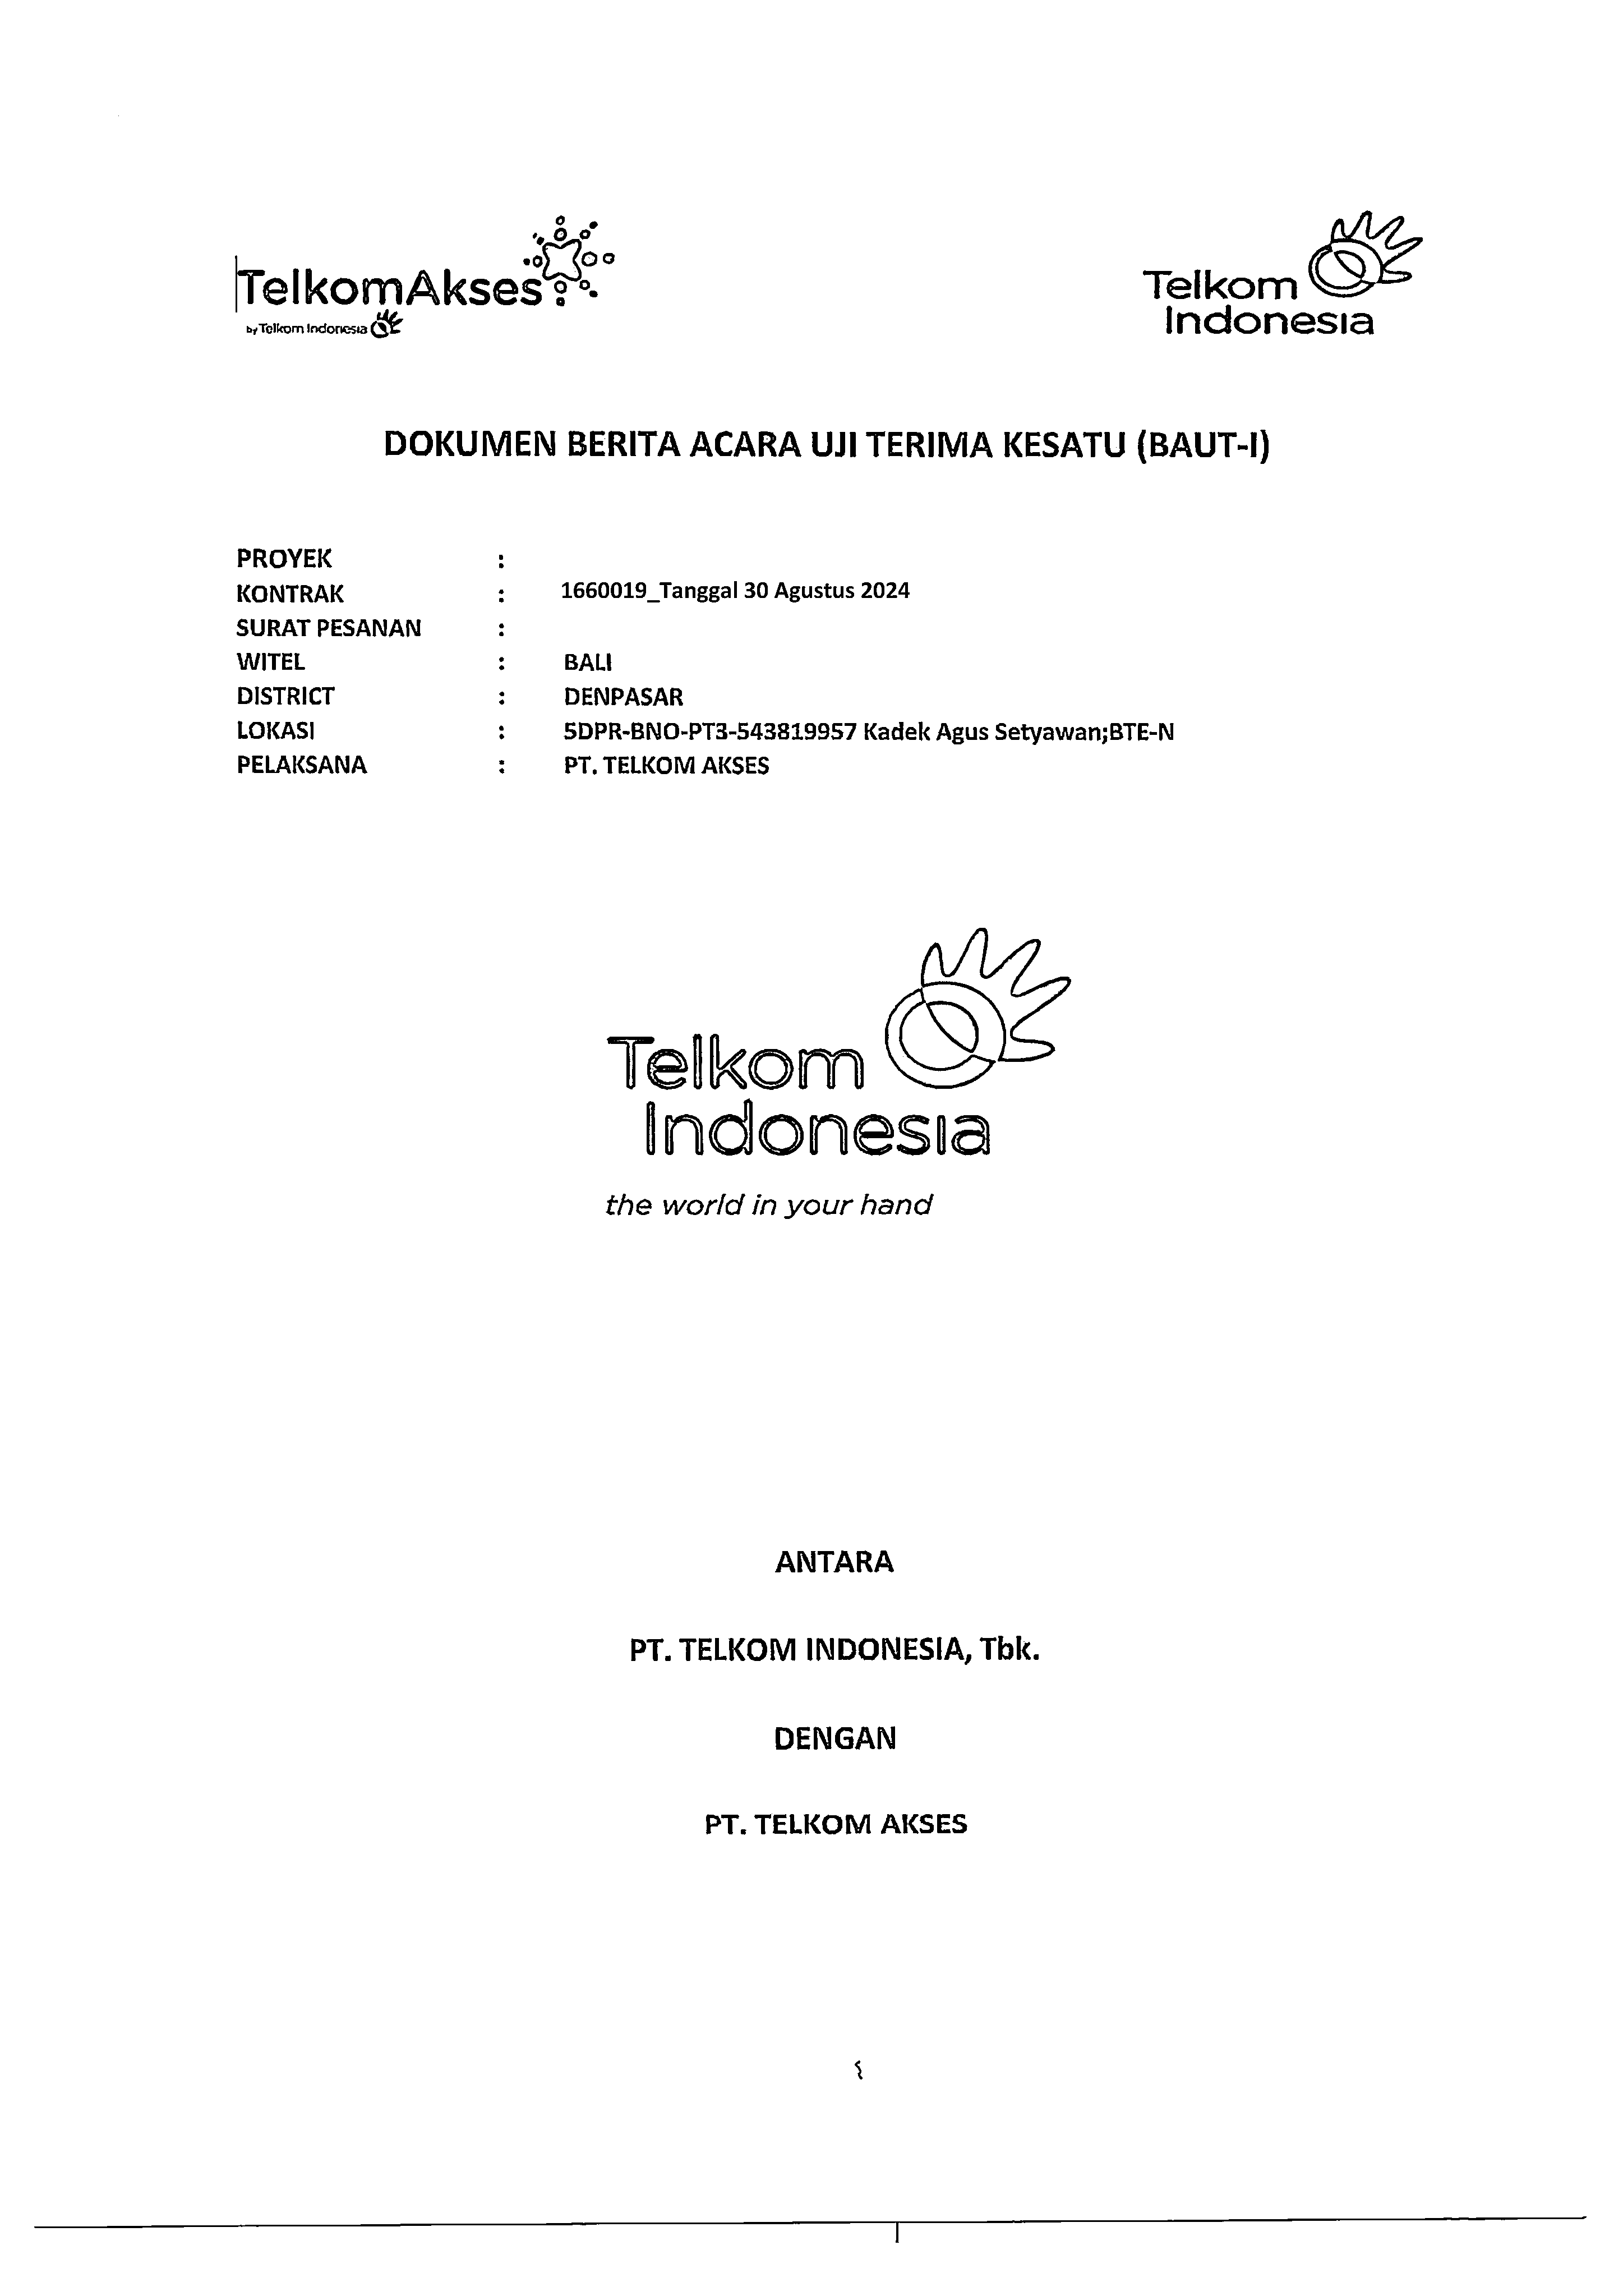 TelkomAkses
by Telkom Indonesia
Telkom
Indonesia
DOKUMEN BERITA ACARA UJI TERIMA KESATU (BAUT-I)
PROYEK :
KONTRAK : 1660019_Tanggal 30 Agustus 2024
SURAT PESANAN :
WITEL : BALI
DISTRICT : DENPASAR
LOKASI : 5DPR-BNO-PT3-543819957 Kadek Agus Setyawan;BTE-N
PELAKSANA : PT. TELKOM AKSES
Telkom
Indonesia
the world in your hand
ANTARA
PT. TELKOM INDONESIA, Tbk.
DENGAN
PT. TELKOM AKSES